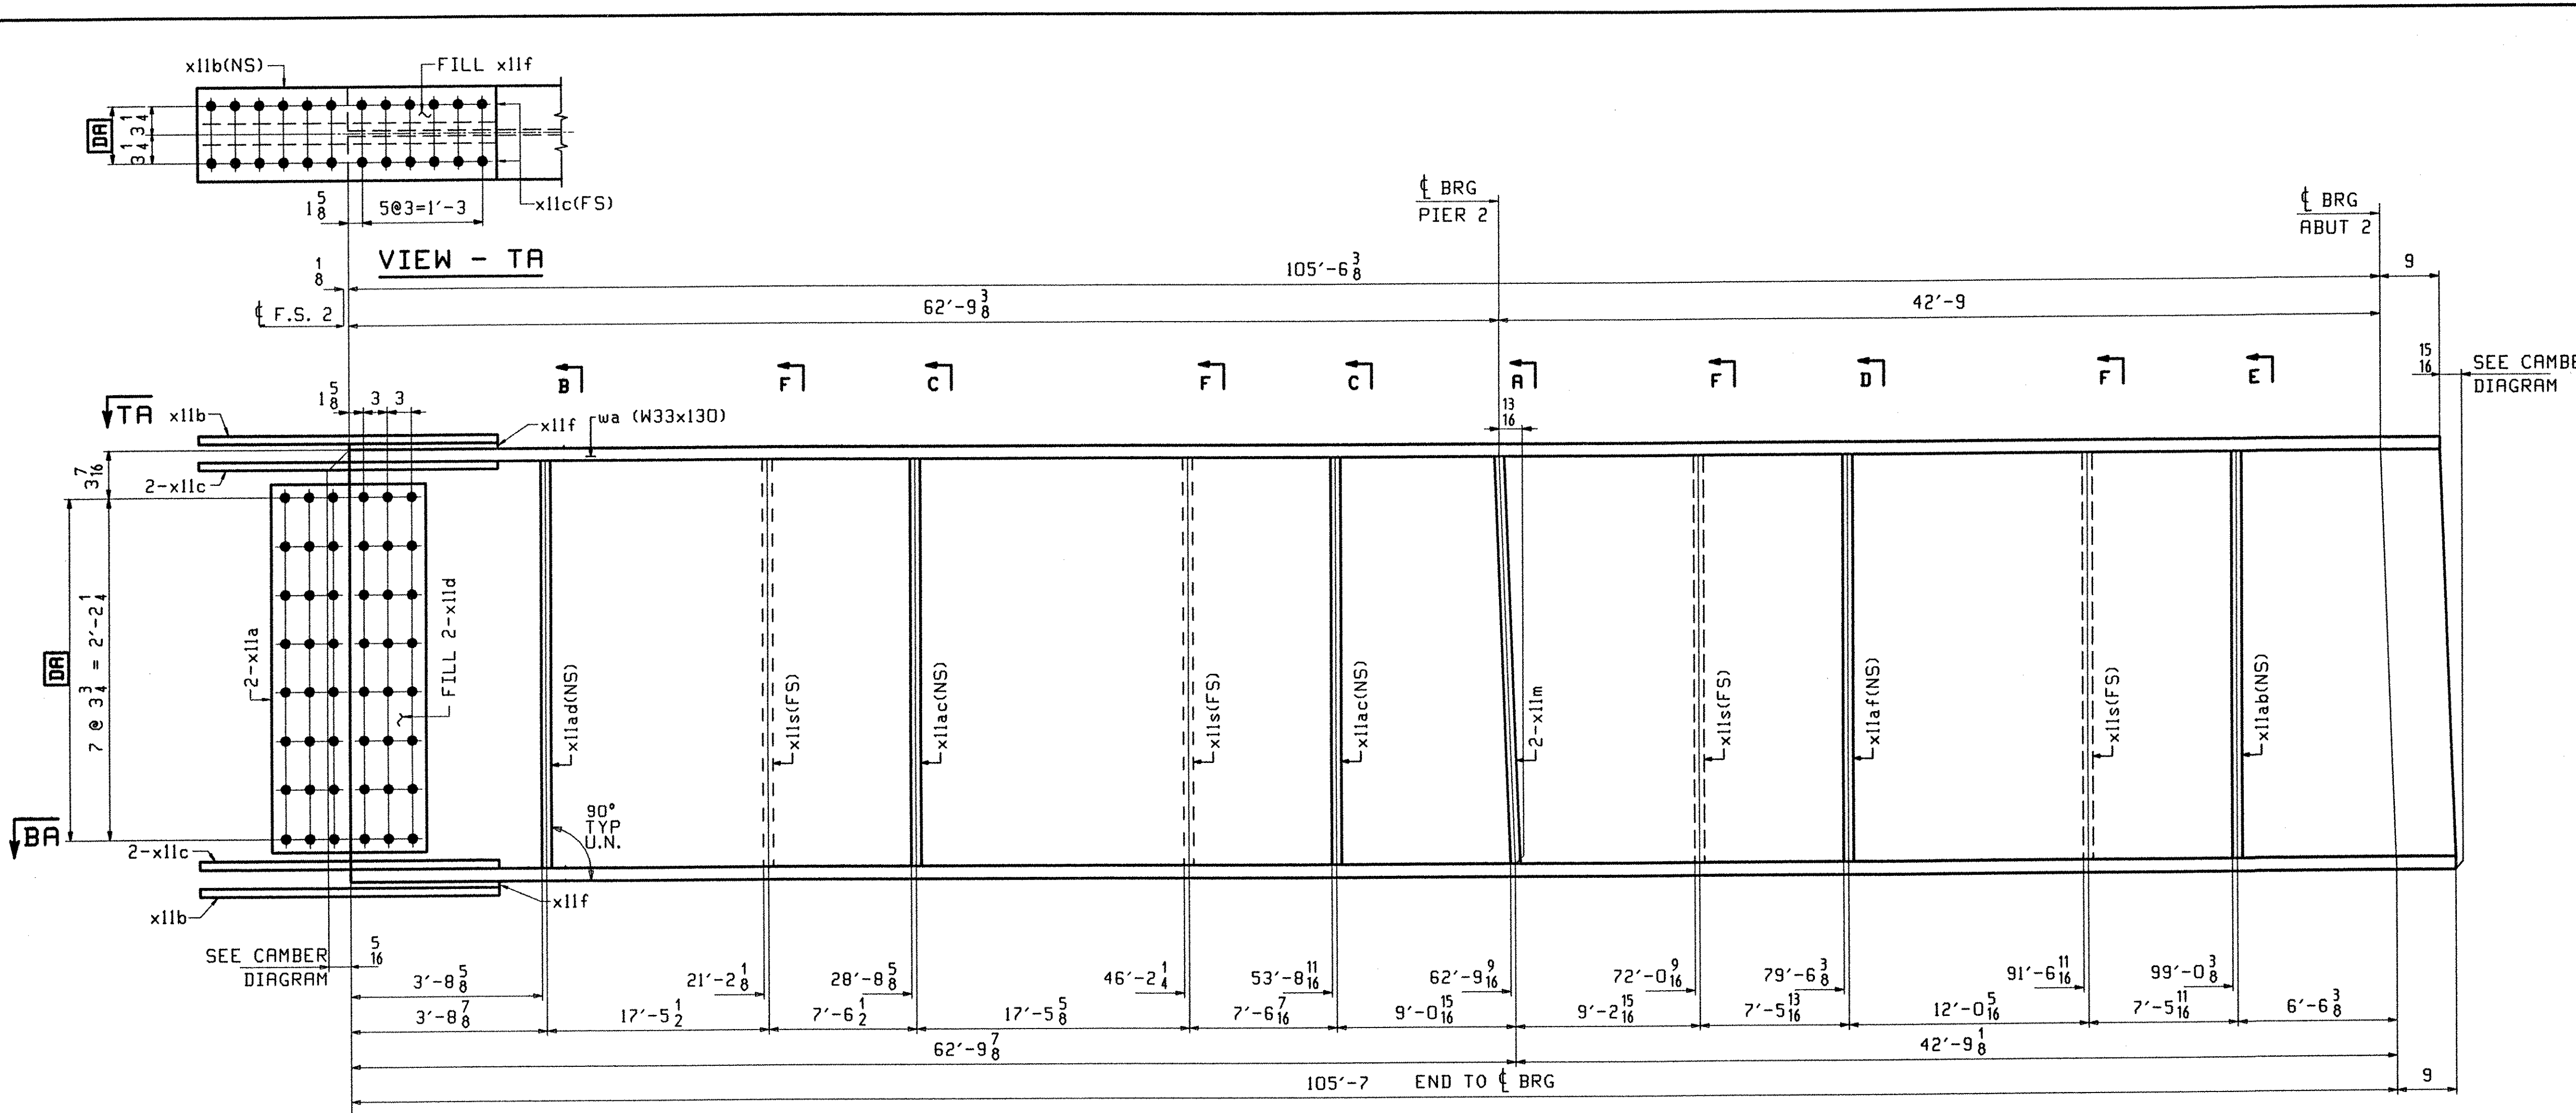 x11b(NS)
FILL x11f
DA
3 1/4
3 1/4
1 5/8
5@3=1'-3
x11c(FS)
VIEW - TA
℄ BRG
PIER 2
℄ BRG
ABUT 2
1/8
105'-6 3/8
9
℄ F.S. 2
62'-9 3/8
42'-9
B
F
C
F
C
A
F
D
F
E
15/16
SEE CAMBE
DIAGRAM
TA
x11b
1 5/8
3
3
x11f
wa (W33x130)
13/16
3 7/16
2-x11c
DA
7 @ 3 3/4 = 2'-2 1/4
2-x11a
FILL 2-x11d
x11ad(NS)
x11s(FS)
x11ac(NS)
x11s(FS)
x11ac(NS)
2-x11m
x11s(FS)
x11af(NS)
x11s(FS)
x11ab(NS)
90°
TYP
U.N.
BA
2-x11c
x11b
x11f
SEE CAMBER
DIAGRAM
5/16
3'-8 5/8
21'-2 1/8
28'-8 5/8
46'-2 1/4
53'-8 11/16
62'-9 9/16
72'-0 9/16
79'-6 3/8
91'-6 11/16
99'-0 3/8
3'-8 7/8
17'-5 1/2
7'-6 1/2
17'-5 5/8
7'-6 7/16
9'-0 15/16
9'-2 15/16
7'-5 13/16
12'-0 5/16
7'-5 11/16
6'-6 3/8
62'-9 7/8
42'-9 1/8
105'-7 END TO ℄ BRG
9